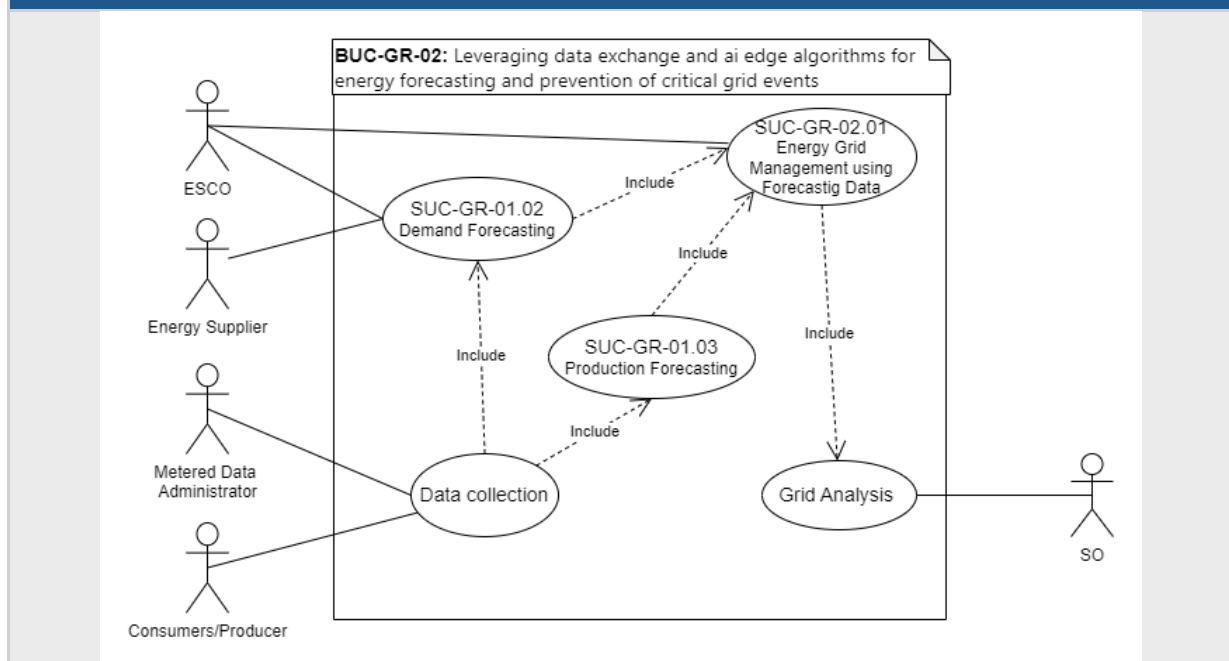 BUC-GR-02: Leveraging data exchange and ai edge algorithms for
energy forecasting and prevention of critical grid events
SUC-GR-02.01
Energy Grid
Management using
Forecastig Data
ESCO
Include
SUC-GR-01.02
Demand Forecasting
Include
Energy Supplier
Include
SUC-GR-01.03
Production Forecasting
Include
Include
Metered Data
Administrator
Data collection
Grid Analysis
SO
Consumers/Producer